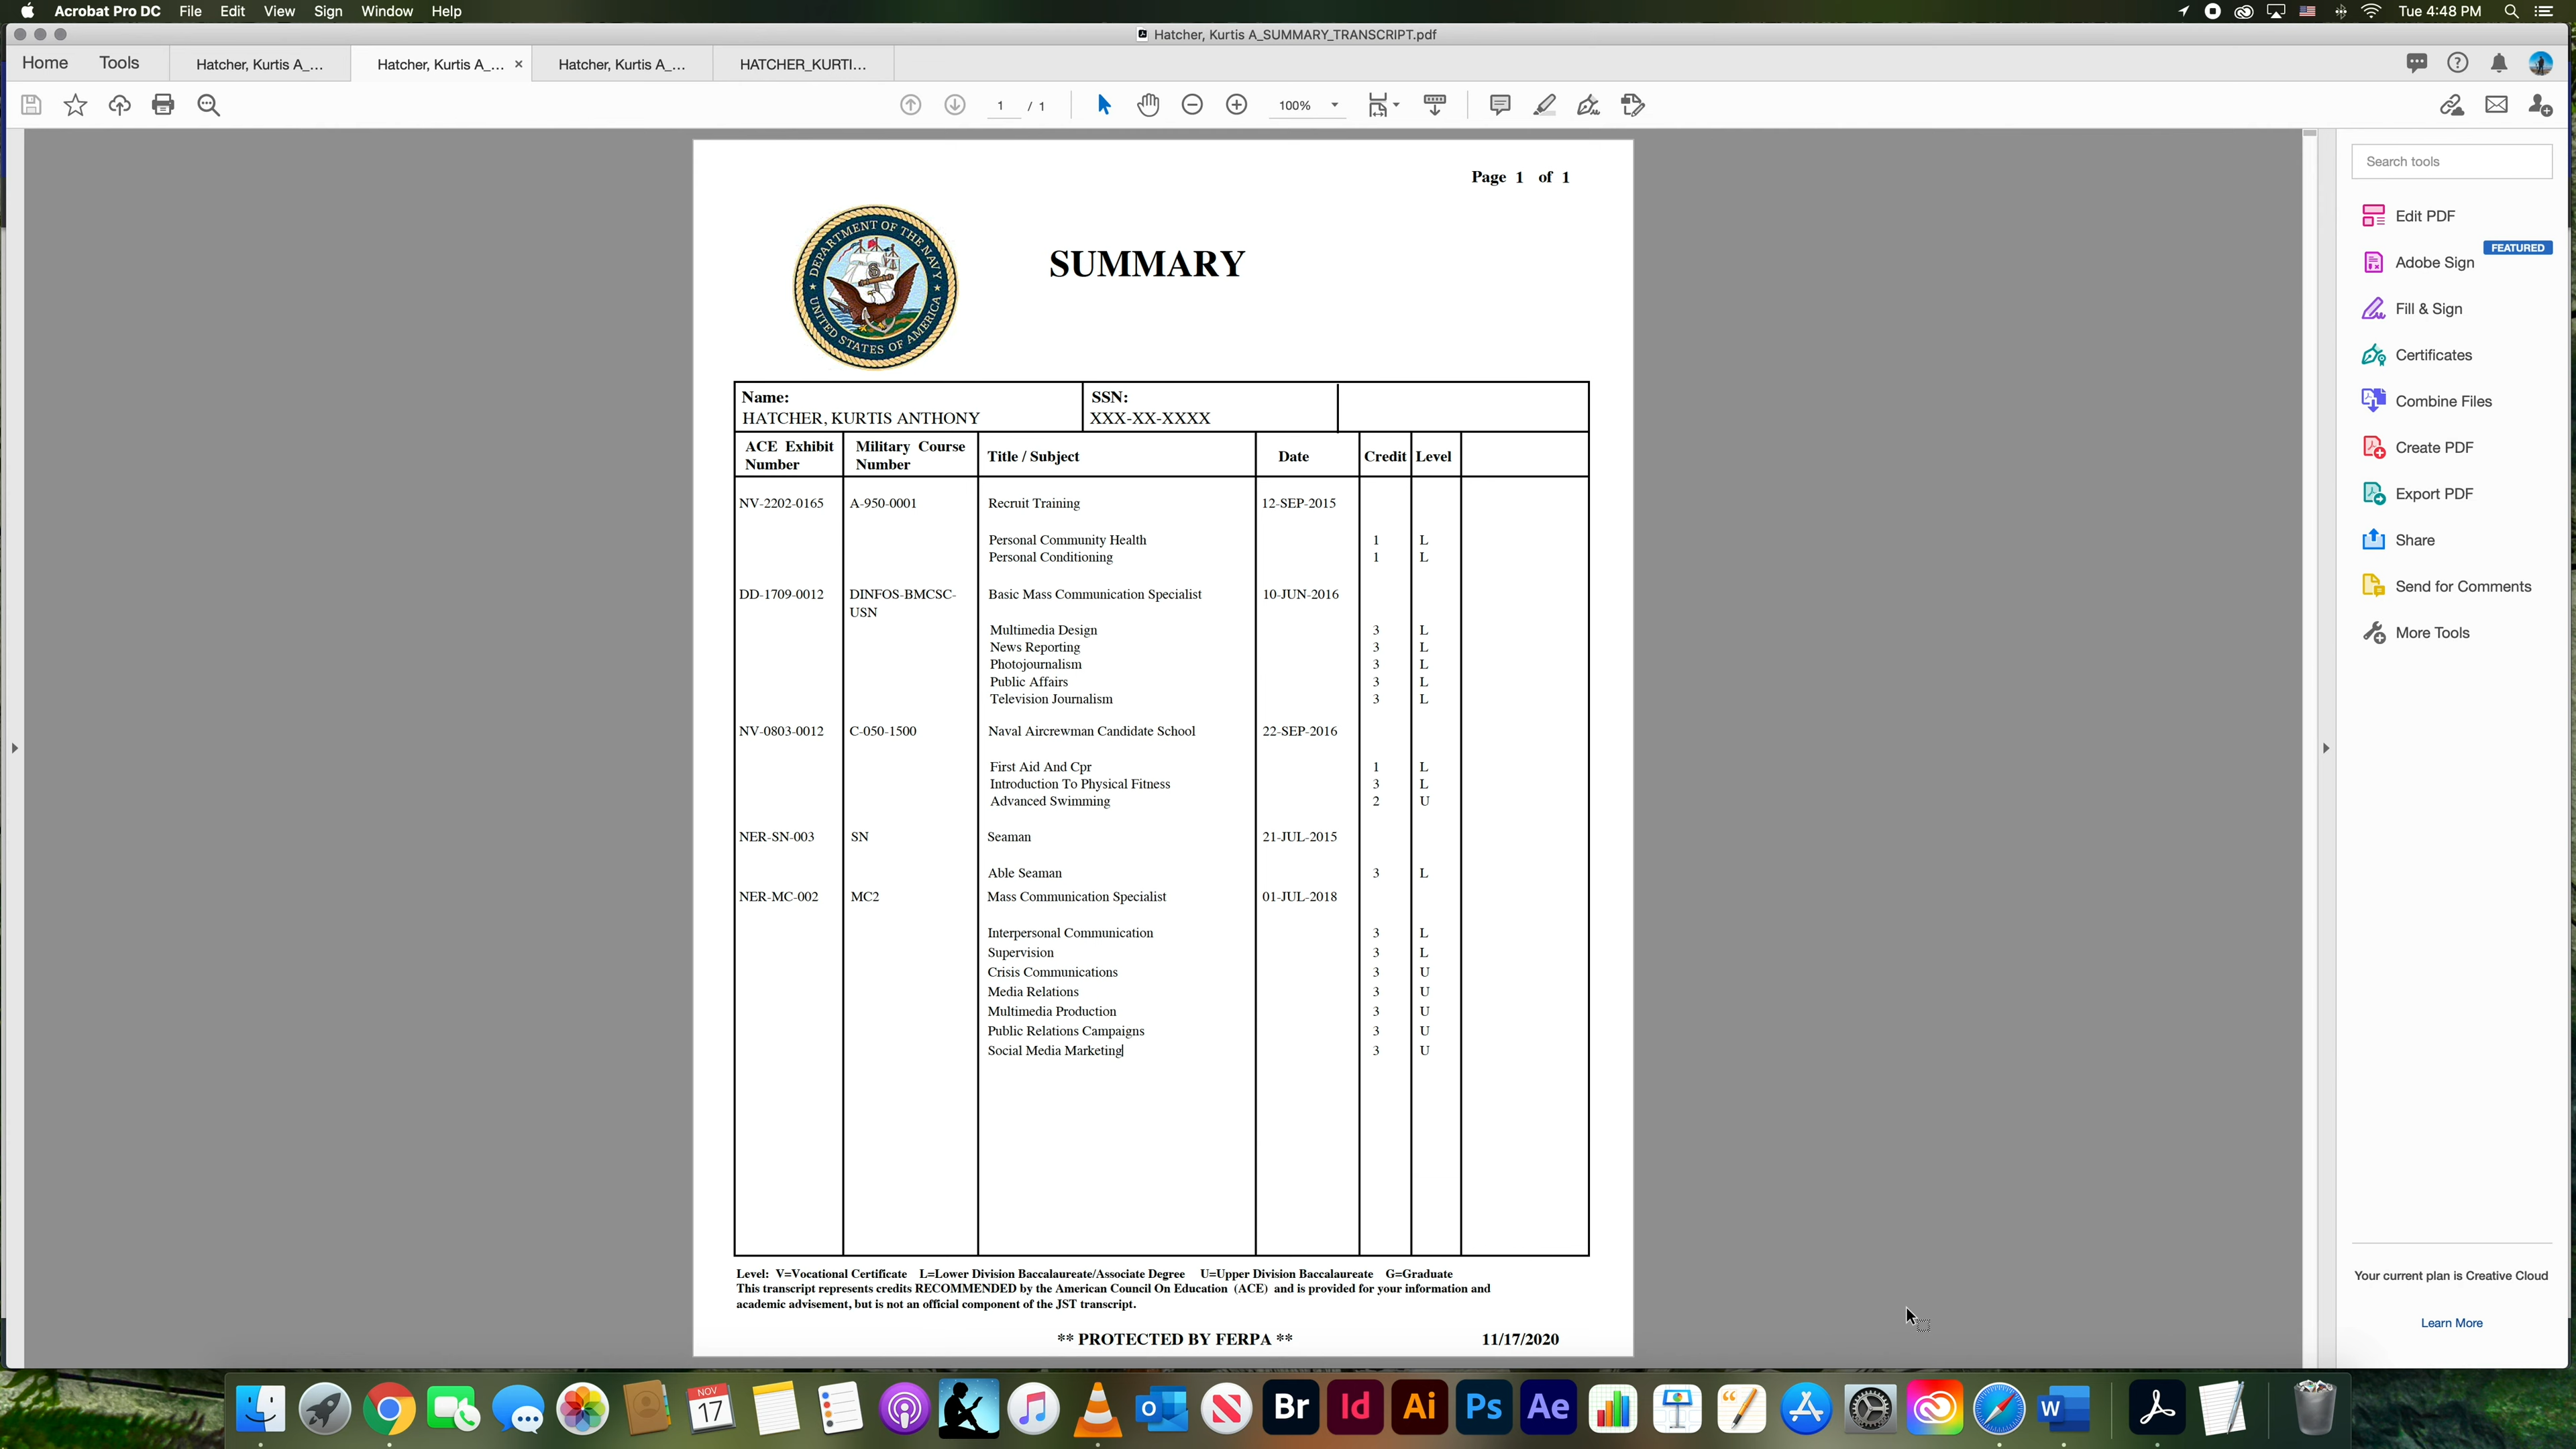 Acrobat Pro DC File Edit View Sign Window Help Tue 4:48 PM
Hatcher, Kurtis A_SUMMARY_TRANSCRIPT.pdf
Home Tools Hatcher, Kurtis A_... Hatcher, Kurtis A_... × Hatcher, Kurtis A_... HATCHER_KURTI...
1 / 1 100%
Page 1 of 1
DEPARTMENT OF THE NAVY
UNITED STATES OF AMERICA
SUMMARY
Name: SSN:
HATCHER, KURTIS ANTHONY XXX-XX-XXXX
ACE Exhibit Number Military Course Number Title / Subject Date Credit Level
NV-2202-0165 A-950-0001 Recruit Training 12-SEP-2015
Personal Community Health 1 L
Personal Conditioning 1 L
DD-1709-0012 DINFOS-BMCSC- Basic Mass Communication Specialist 10-JUN-2016
USN
Multimedia Design 3 L
News Reporting 3 L
Photojournalism 3 L
Public Affairs 3 L
Television Journalism 3 L
NV-0803-0012 C-050-1500 Naval Aircrewman Candidate School 22-SEP-2016
First Aid And Cpr 1 L
Introduction To Physical Fitness 3 L
Advanced Swimming 2 U
NER-SN-003 SN Seaman 21-JUL-2015
Able Seaman 3 L
NER-MC-002 MC2 Mass Communication Specialist 01-JUL-2018
Interpersonal Communication 3 L
Supervision 3 L
Crisis Communications 3 U
Media Relations 3 U
Multimedia Production 3 U
Public Relations Campaigns 3 U
Social Media Marketing 3 U
Level: V=Vocational Certificate L=Lower Division Baccalaureate/Associate Degree U=Upper Division Baccalaureate G=Graduate
This transcript represents credits RECOMMENDED by the American Council On Education (ACE) and is provided for your information and
academic advisement, but is not an official component of the JST transcript.
** PROTECTED BY FERPA ** 11/17/2020
Search tools
Edit PDF
FEATURED
Adobe Sign
Fill & Sign
Certificates
Combine Files
Create PDF
Export PDF
Share
Send for Comments
More Tools
Your current plan is Creative Cloud
Learn More
NOV
17
Br Id Ai Ps Ae W